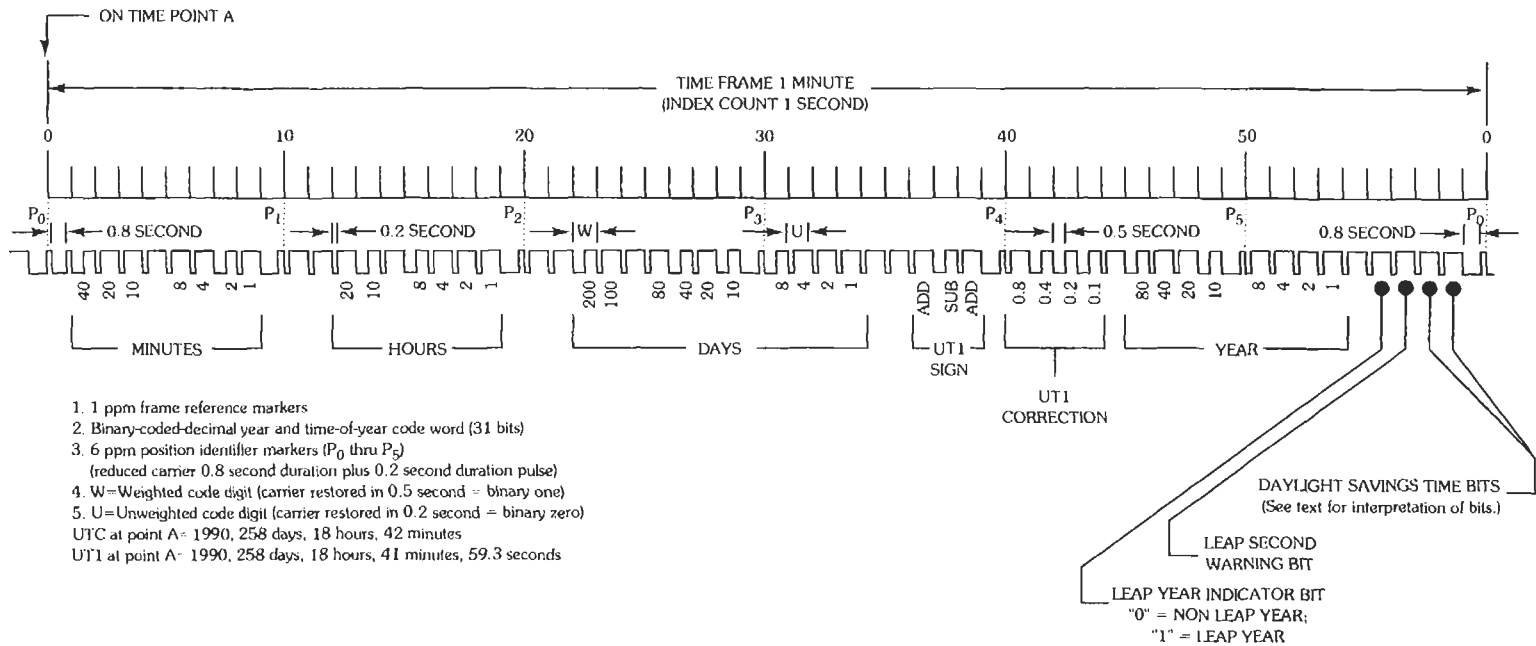 ON TIME POINT A
TIME FRAME 1 MINUTE
(INDEX COUNT 1 SECOND)
0 10 20 30 40 50 0
P0 P1 P2 P3 P4 P5 P0
0.8 SECOND 0.2 SECOND W U 0.5 SECOND 0.8 SECOND
40 20 10 8 4 2 1 20 10 8 4 2 1 200 100 80 40 20 10 8 4 2 1 ADD SUB ADD 0.8 0.4 0.2 0.1 80 40 20 10 8 4 2 1
MINUTES HOURS DAYS UT1 SIGN YEAR
UT1
CORRECTION
1. 1 ppm frame reference markers
2. Binary-coded-decimal year and time-of-year code word (31 bits)
3. 6 ppm position identifier markers (P0 thru P5)
(reduced carrier 0.8 second duration plus 0.2 second duration pulse)
4. W=Weighted code digit (carrier restored in 0.5 second = binary one)
5. U=Unweighted code digit (carrier restored in 0.2 second = binary zero)
UTC at point A= 1990, 258 days, 18 hours, 42 minutes
UT1 at point A= 1990, 258 days, 18 hours, 41 minutes, 59.3 seconds
DAYLIGHT SAVINGS TIME BITS
(See text for interpretation of bits.)
LEAP SECOND
WARNING BIT
LEAP YEAR INDICATOR BIT
"0" = NON LEAP YEAR;
"1" = LEAP YEAR